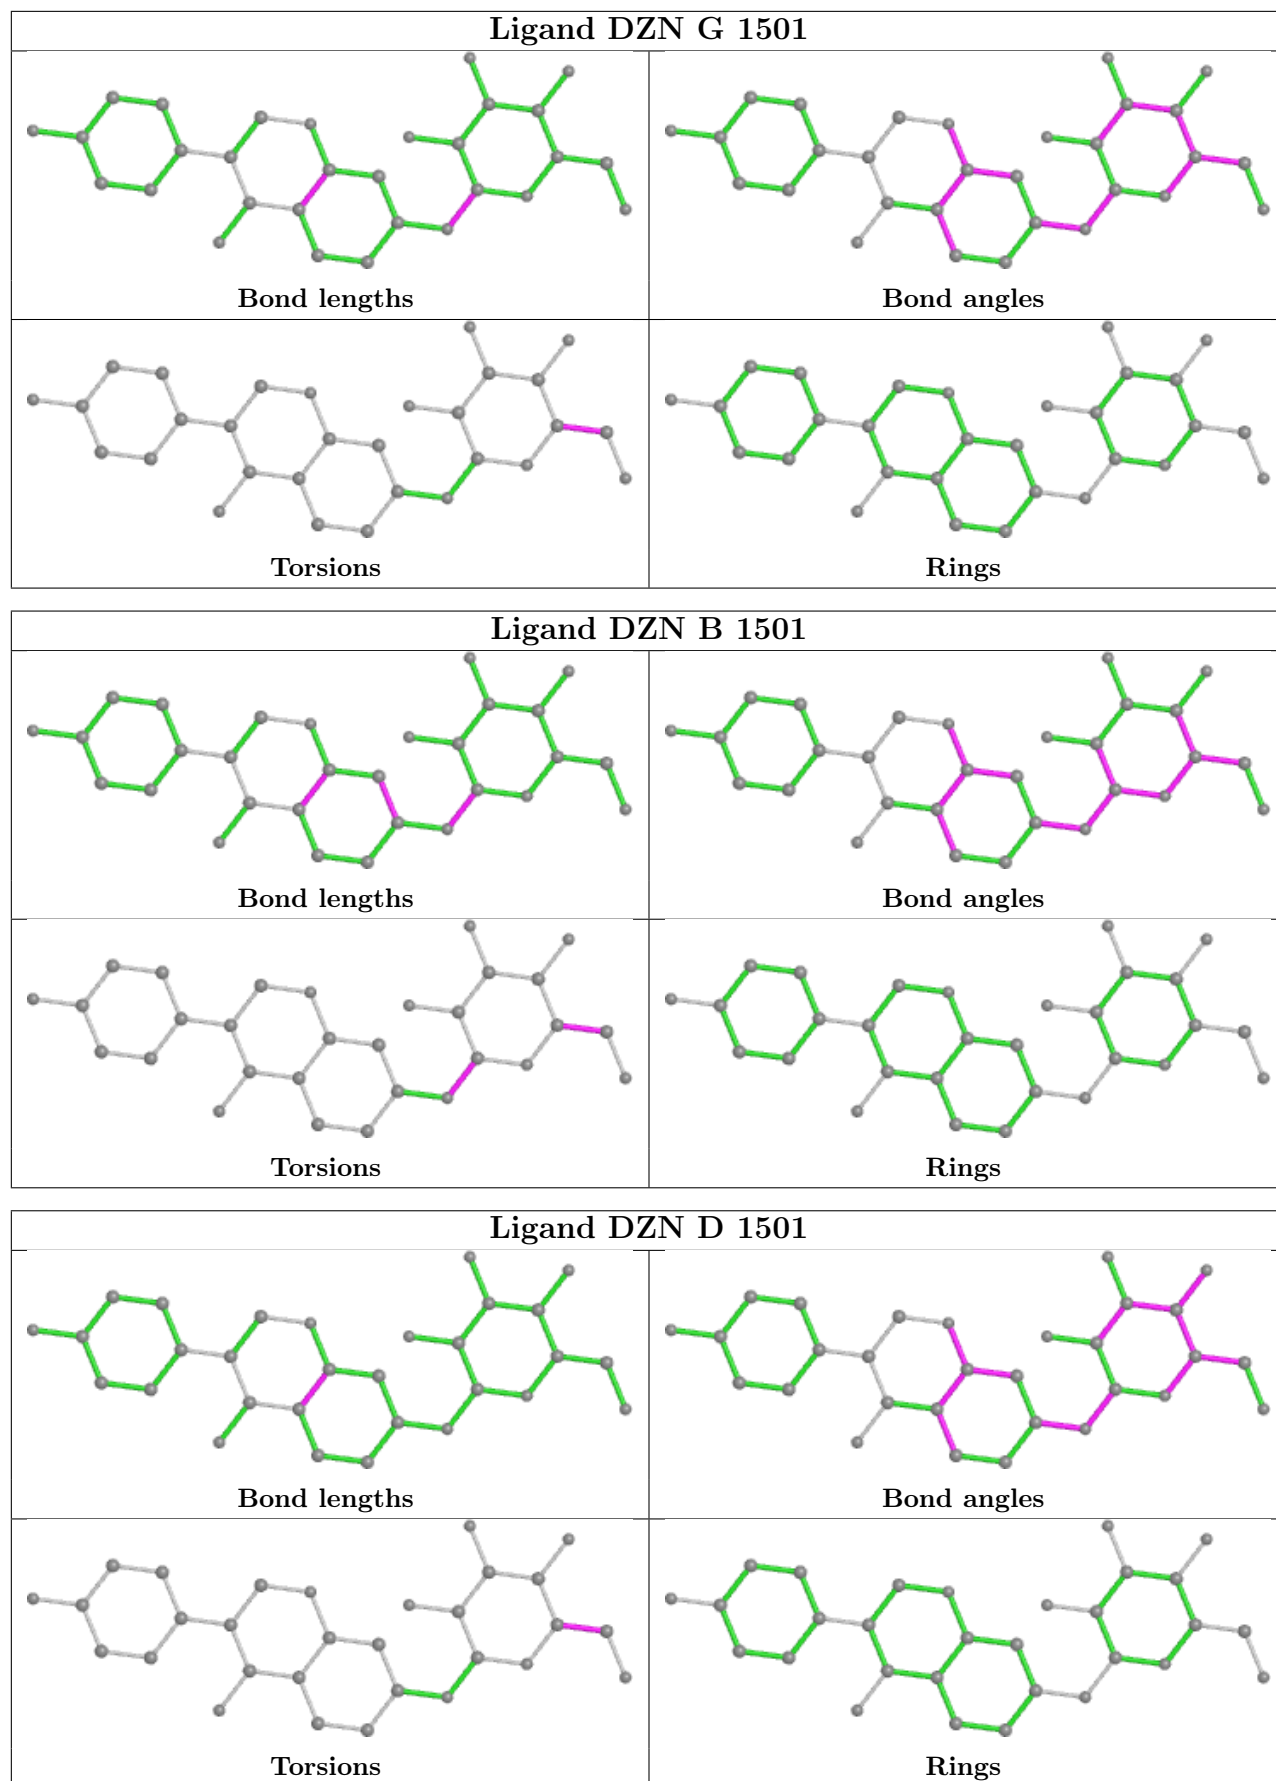 Ligand DZN G 1501
Bond lengths
Bond angles
Torsions
Rings
Ligand DZN B 1501
Bond lengths
Bond angles
Torsions
Rings
Ligand DZN D 1501
Bond lengths
Bond angles
Torsions
Rings